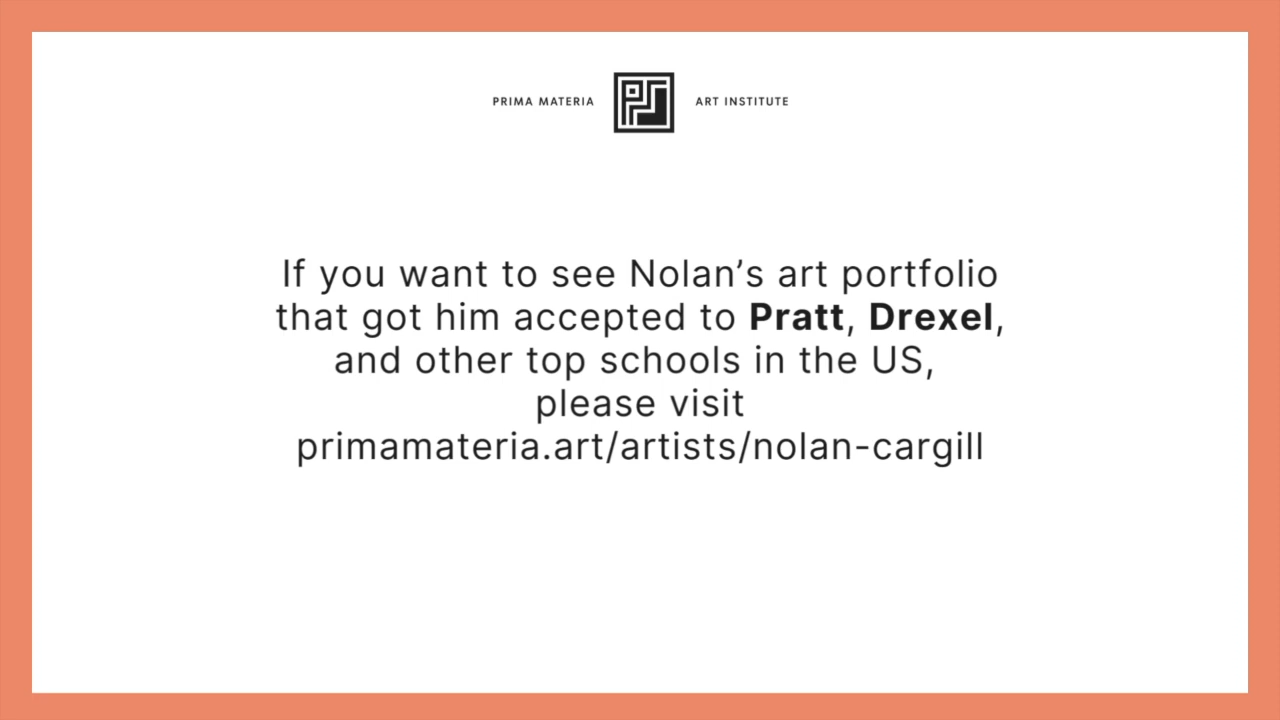 PRIMA MATERIA ART INSTITUTE
If you want to see Nolan’s art portfolio
that got him accepted to Pratt, Drexel,
and other top schools in the US,
please visit
primamateria.art/artists/nolan-cargill